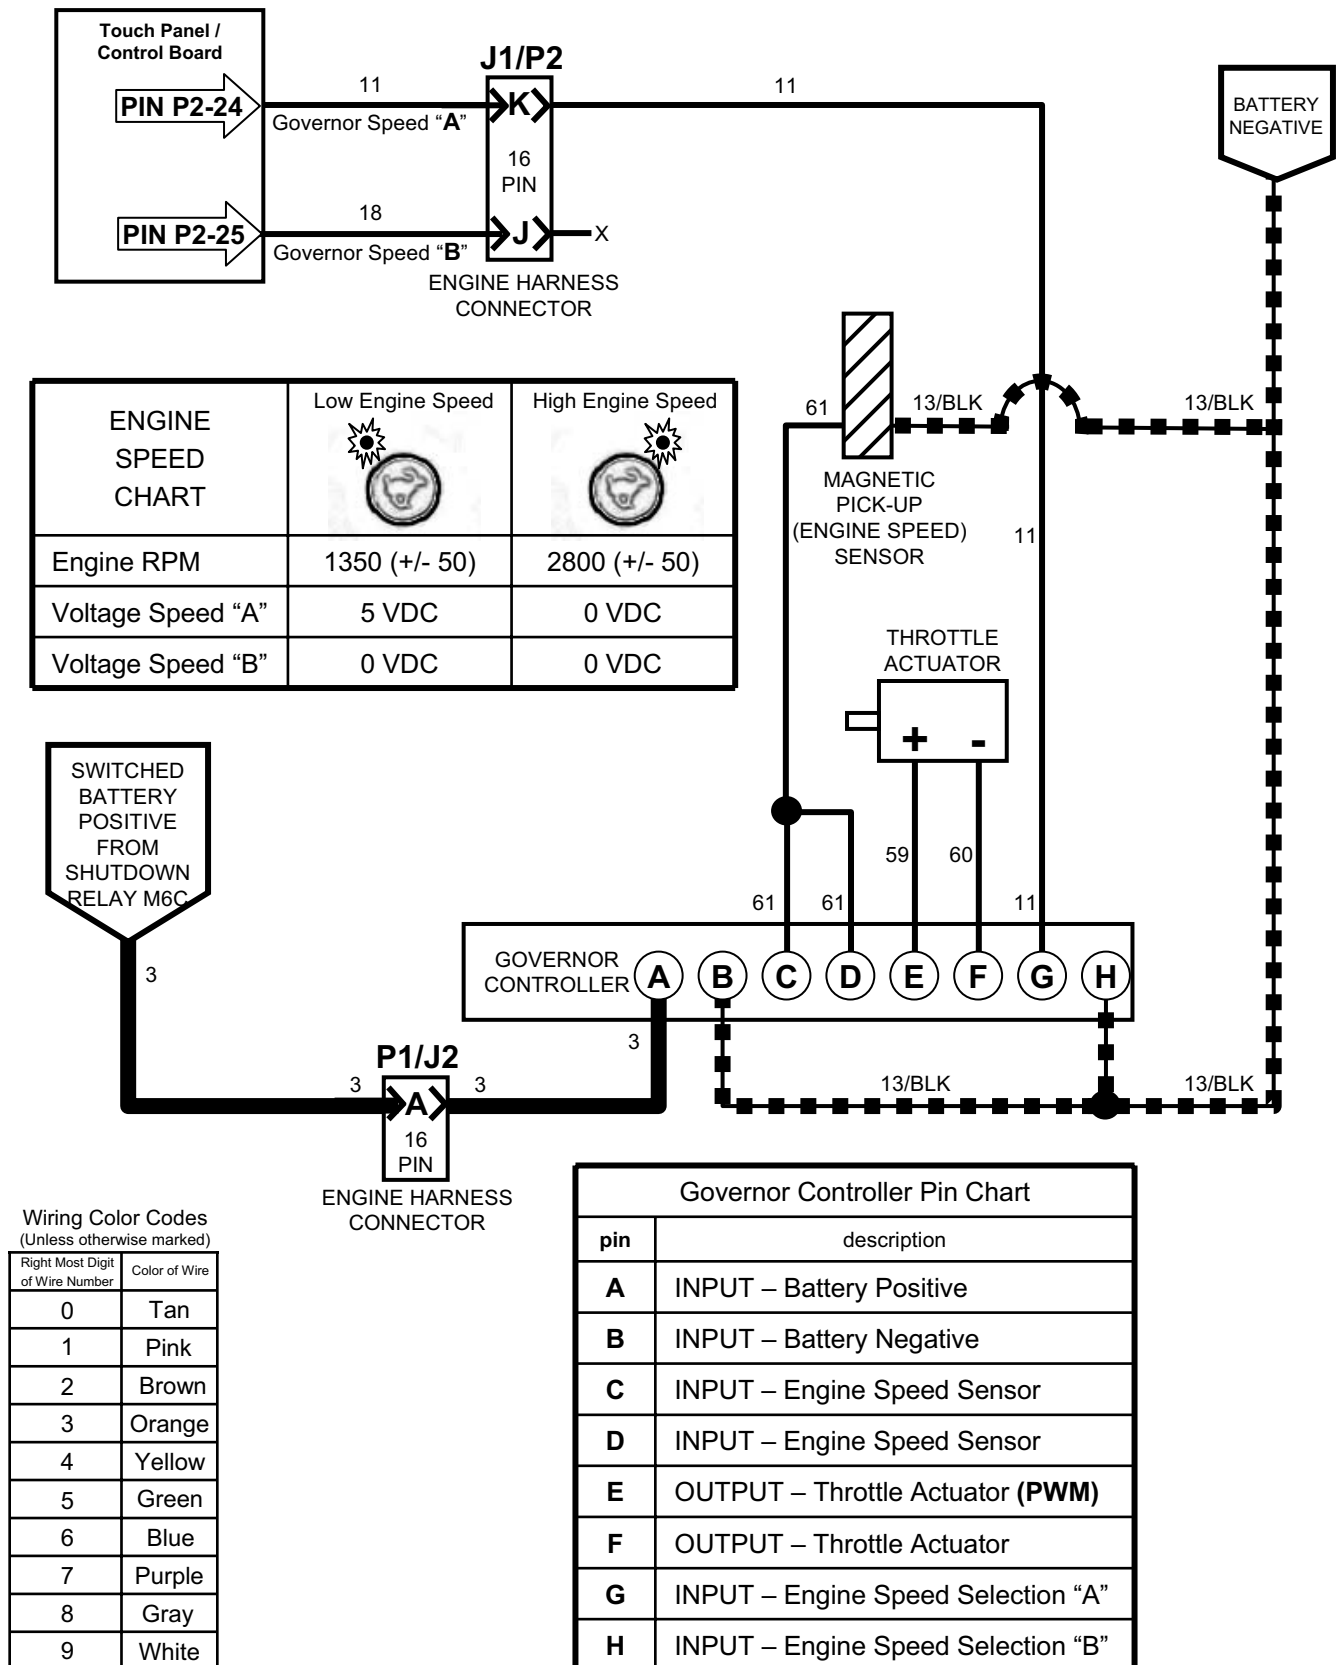 Touch Panel /
Control Board
PIN P2-24
11
Governor Speed “A”
J1/P2
K
11
16
PIN
PIN P2-25
18
Governor Speed “B”
J
X
ENGINE HARNESS
CONNECTOR
BATTERY
NEGATIVE
ENGINE
SPEED
CHART
Low Engine Speed
High Engine Speed
Engine RPM
1350 (+/- 50)
2800 (+/- 50)
Voltage Speed “A”
5 VDC
0 VDC
Voltage Speed “B”
0 VDC
0 VDC
61
13/BLK
13/BLK
MAGNETIC
PICK-UP
(ENGINE SPEED)
SENSOR
11
THROTTLE
ACTUATOR
+
-
59
60
61
61
11
SWITCHED
BATTERY
POSITIVE
FROM
SHUTDOWN
RELAY M6C
3
GOVERNOR
CONTROLLER
A
B
C
D
E
F
G
H
3
P1/J2
3
A
3
16
PIN
ENGINE HARNESS
CONNECTOR
13/BLK
13/BLK
Wiring Color Codes
(Unless otherwise marked)
Right Most Digit
of Wire Number
Color of Wire
0 Tan
1 Pink
2 Brown
3 Orange
4 Yellow
5 Green
6 Blue
7 Purple
8 Gray
9 White
Governor Controller Pin Chart
pin description
A INPUT – Battery Positive
B INPUT – Battery Negative
C INPUT – Engine Speed Sensor
D INPUT – Engine Speed Sensor
E OUTPUT – Throttle Actuator (PWM)
F OUTPUT – Throttle Actuator
G INPUT – Engine Speed Selection “A”
H INPUT – Engine Speed Selection “B”